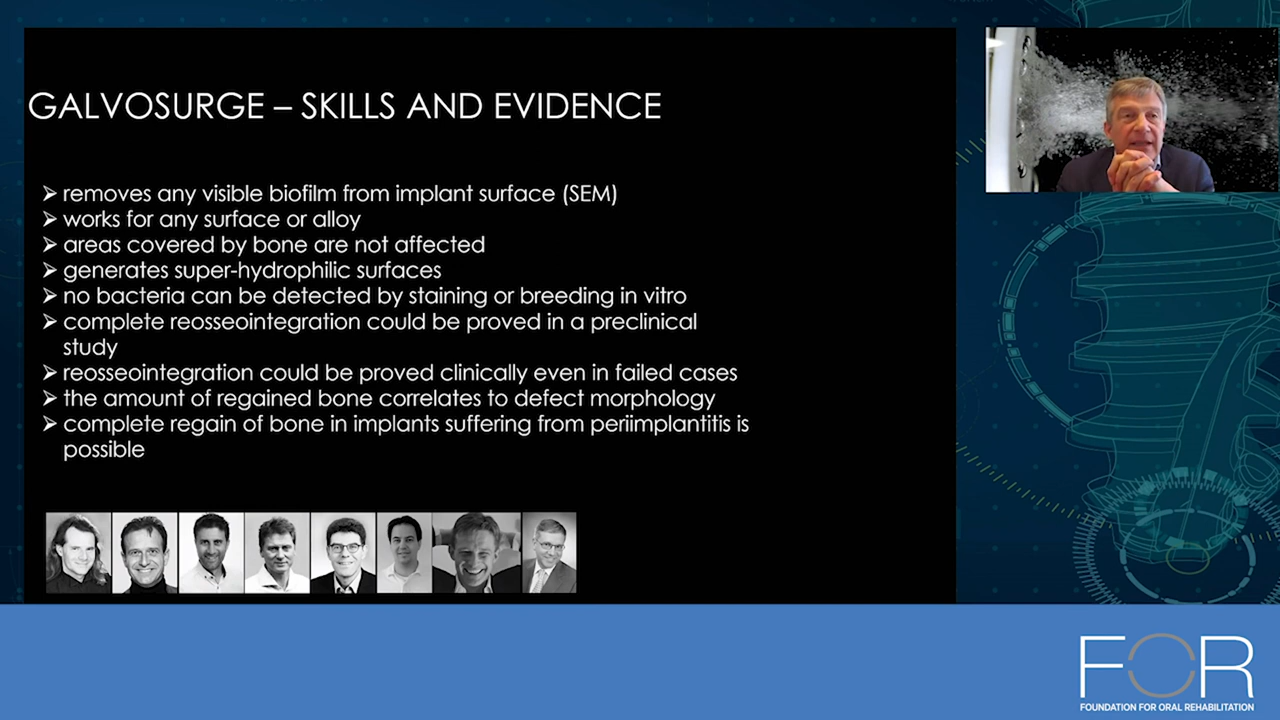 GALVOSURGE – SKILLS AND EVIDENCE
➢ removes any visible biofilm from implant surface (SEM)
➢ works for any surface or alloy
➢ areas covered by bone are not affected
➢ generates super-hydrophilic surfaces
➢ no bacteria can be detected by staining or breeding in vitro
➢ complete reosseointegration could be proved in a preclinical
study
➢ reosseointegration could be proved clinically even in failed cases
➢ the amount of regained bone correlates to defect morphology
➢ complete regain of bone in implants suffering from periimplantitis is
possible
FOR
FOUNDATION FOR ORAL REHABILITATION